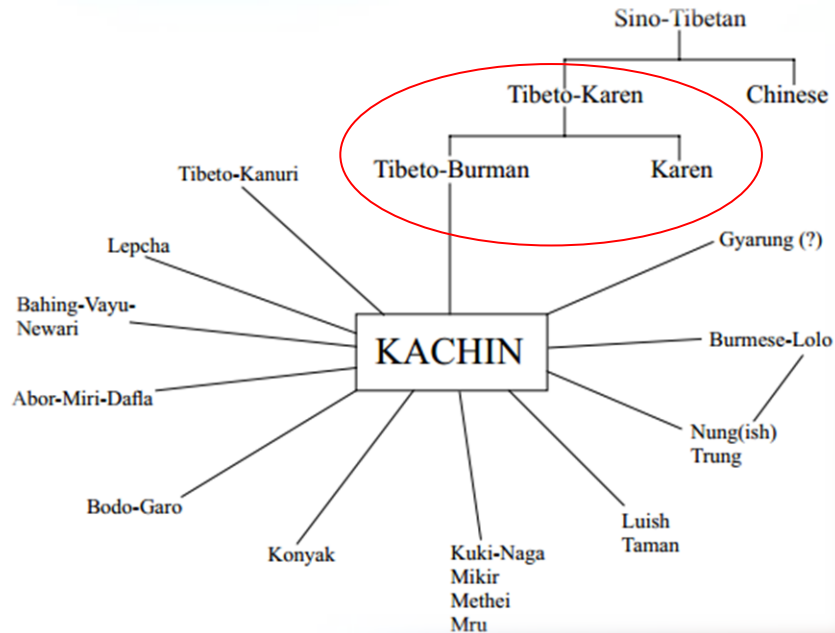 Sino-Tibetan
Tibeto-Karen
Chinese
Tibeto-Burman
Karen
Tibeto-Kanuri
Gyarung (?)
Lepcha
Bahing-Vayu-
Newari
Burmese-Lolo
KACHIN
Abor-Miri-Dafla
Nung(ish)
Trung
Bodo-Garo
Luish
Taman
Konyak
Kuki-Naga
Mikir
Methei
Mru